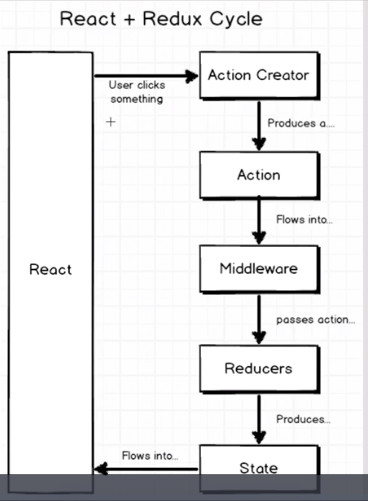 React + Redux Cycle
User clicks
something
Action Creator
Produces a....
Action
Flows into...
React
Middleware
passes action...
Reducers
Produces...
Flows into...
State